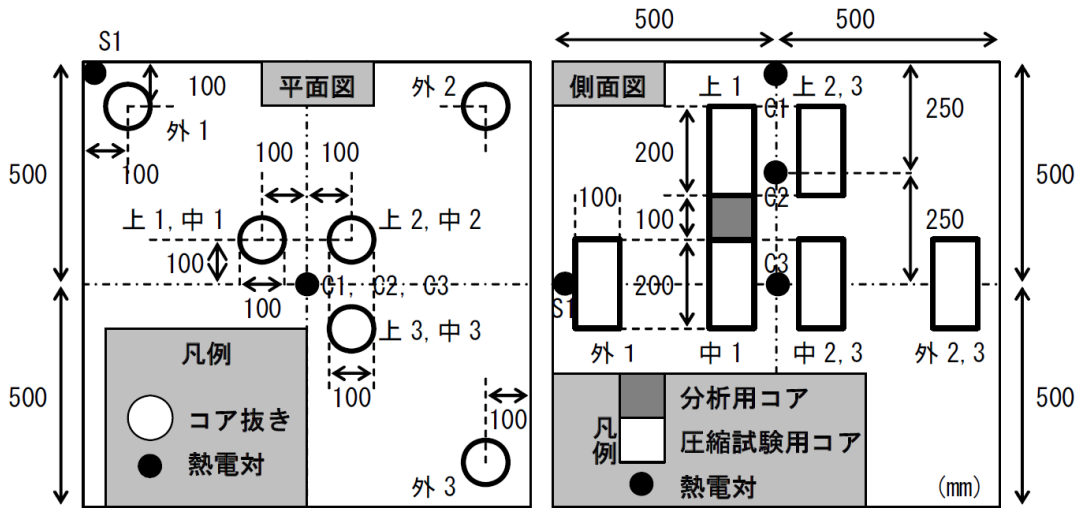 S1
100
平面図
外 2
外 1
100
100
100
500
上 1, 中 1
上 2, 中 2
100
C1, C2, C3
100
上 3, 中 3
凡例
コア抜き
熱電対
100
100
外 3
500
500
500
側面図
上 1
上 2, 3
C1
250
200
C2
100
100
500
250
C3
200
S1
外 1
中 1
中 2, 3
外 2, 3
凡例
分析用コア
圧縮試験用コア
熱電対
500
(mm)